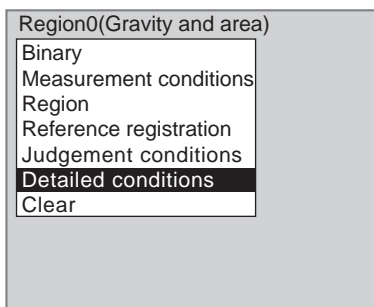 Region0(Gravity and area)
Binary
Measurement conditions
Region
Reference registration
Judgement conditions
Detailed conditions
Clear